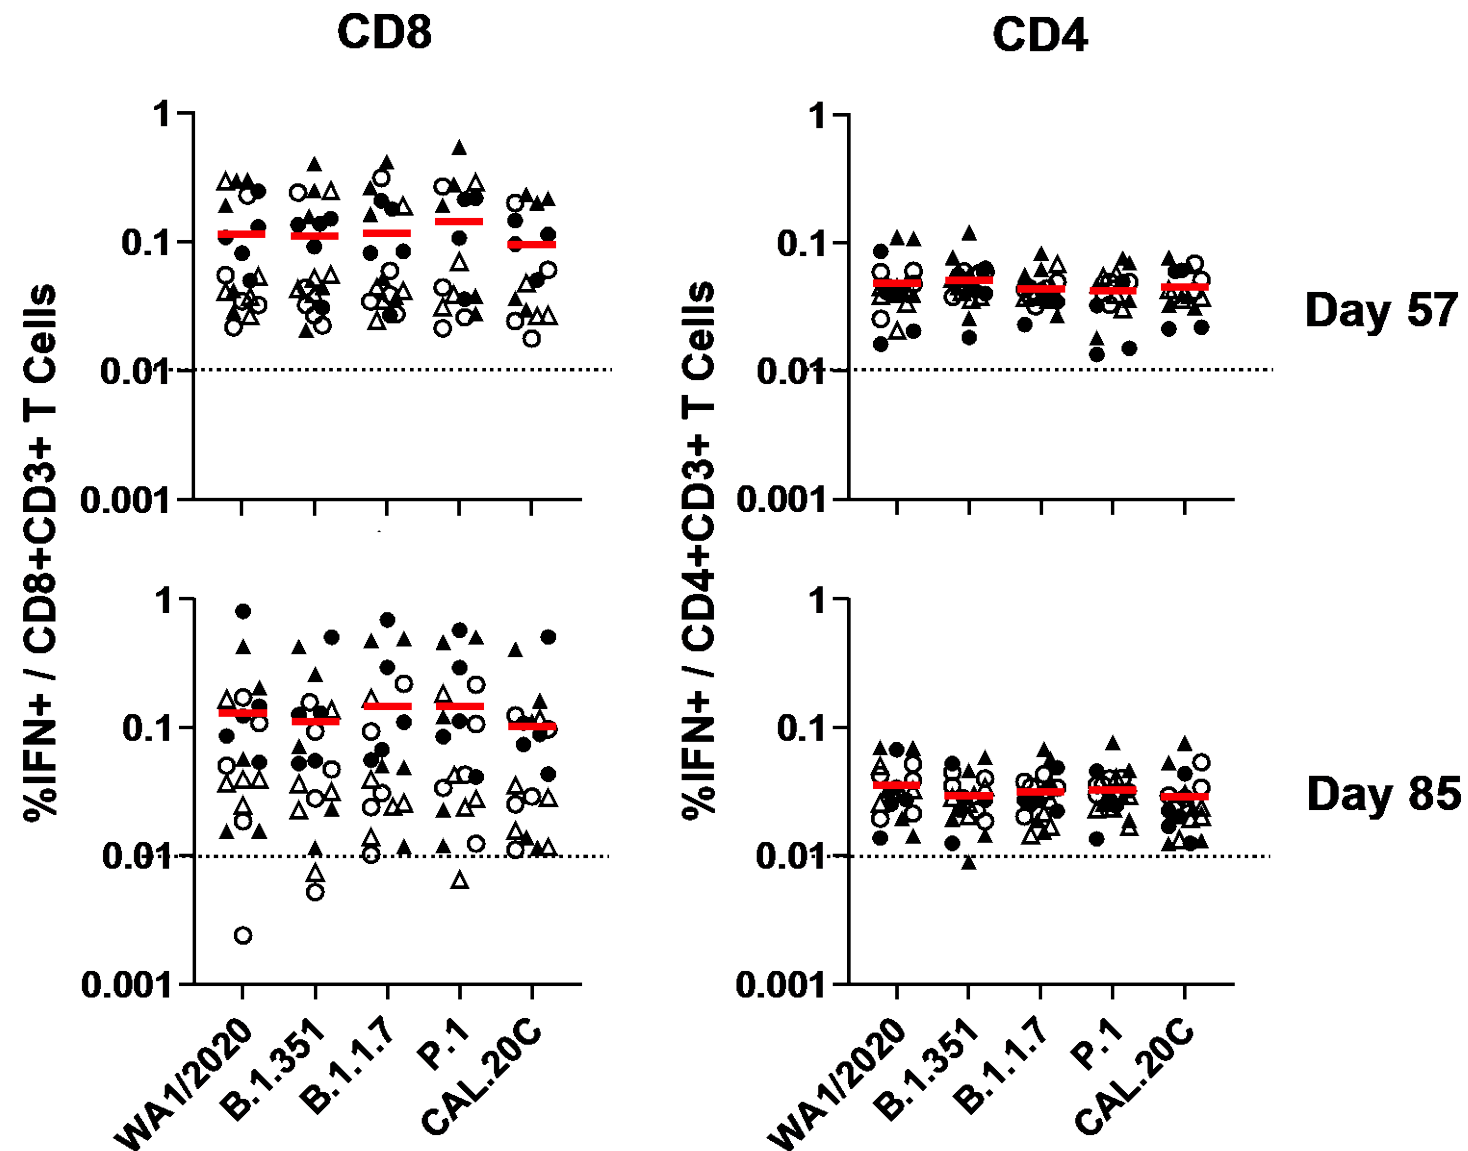 CD8
CD4
%IFN+ / CD8+CD3+ T Cells
1
0.1
0.01
0.001
%IFN+ / CD4+CD3+ T Cells
1
0.1
0.01
0.001
Day 57
1
0.1
0.01
0.001
WA1/2020
B.1.351
B.1.1.7
P.1
CAL.20C
1
0.1
0.01
0.001
WA1/2020
B.1.351
B.1.1.7
P.1
CAL.20C
Day 85